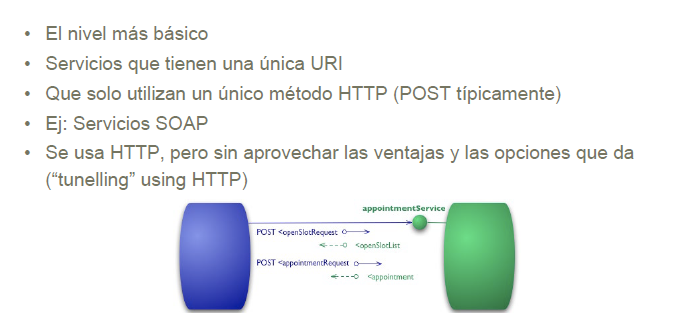 • El nivel más básico
• Servicios que tienen una única URI
• Que solo utilizan un único método HTTP (POST típicamente)
• Ej: Servicios SOAP
• Se usa HTTP, pero sin aprovechar las ventajas y las opciones que da
(“tunelling” using HTTP)
appointmentService
POST <openSlotRequest
<openSlotList
POST <appointmentRequest
<appointment